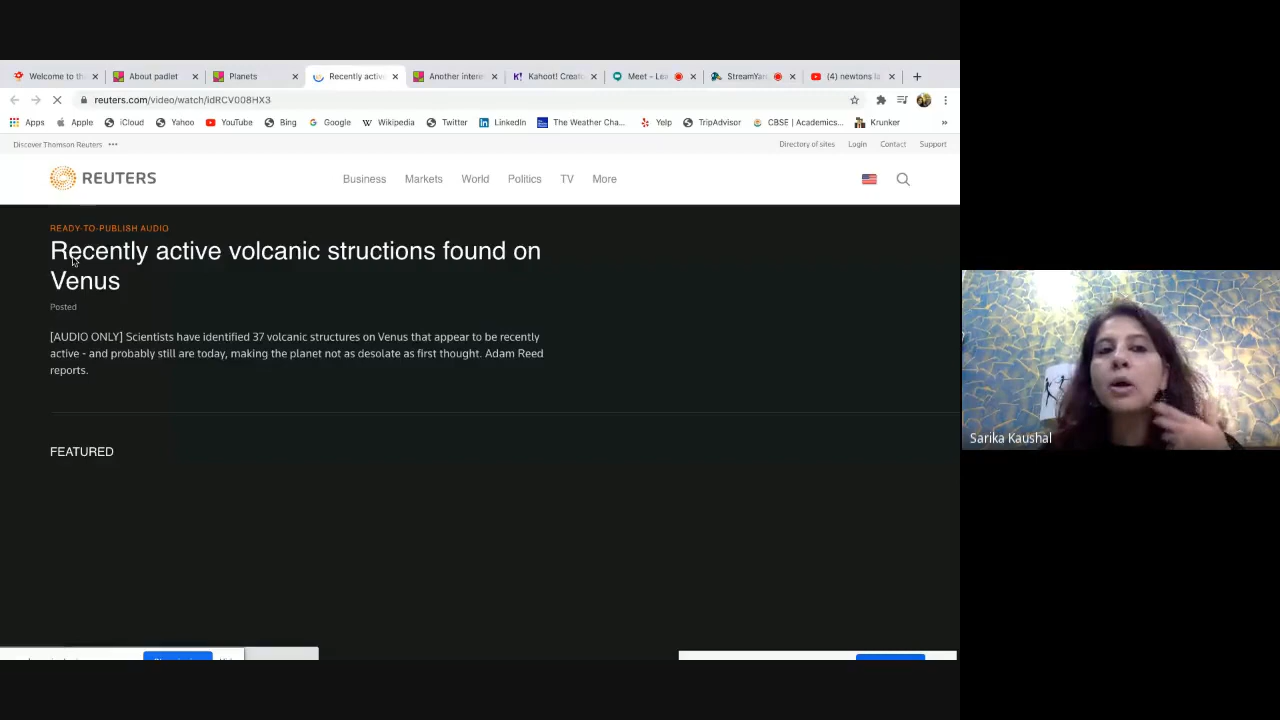 Welcome to th
About padlet
Planets
Recently active
Another intere
Kahoot! Creato
Meet – Lea
StreamYar
(4) newtons la
reuters.com/video/watch/idRCV008HX3
Apps
Apple
iCloud
Yahoo
YouTube
Bing
Google
Wikipedia
Twitter
LinkedIn
The Weather Cha...
Yelp
TripAdvisor
CBSE | Academics...
Krunker
»
Discover Thomson Reuters
Directory of sites
Login
Contact
Support
REUTERS
Business
Markets
World
Politics
TV
More
READY-TO-PUBLISH AUDIO
Recently active volcanic structions found on
Venus
Posted
[AUDIO ONLY] Scientists have identified 37 volcanic structures on Venus that appear to be recently
active - and probably still are today, making the planet not as desolate as first thought. Adam Reed
reports.
FEATURED
Sarika Kaushal